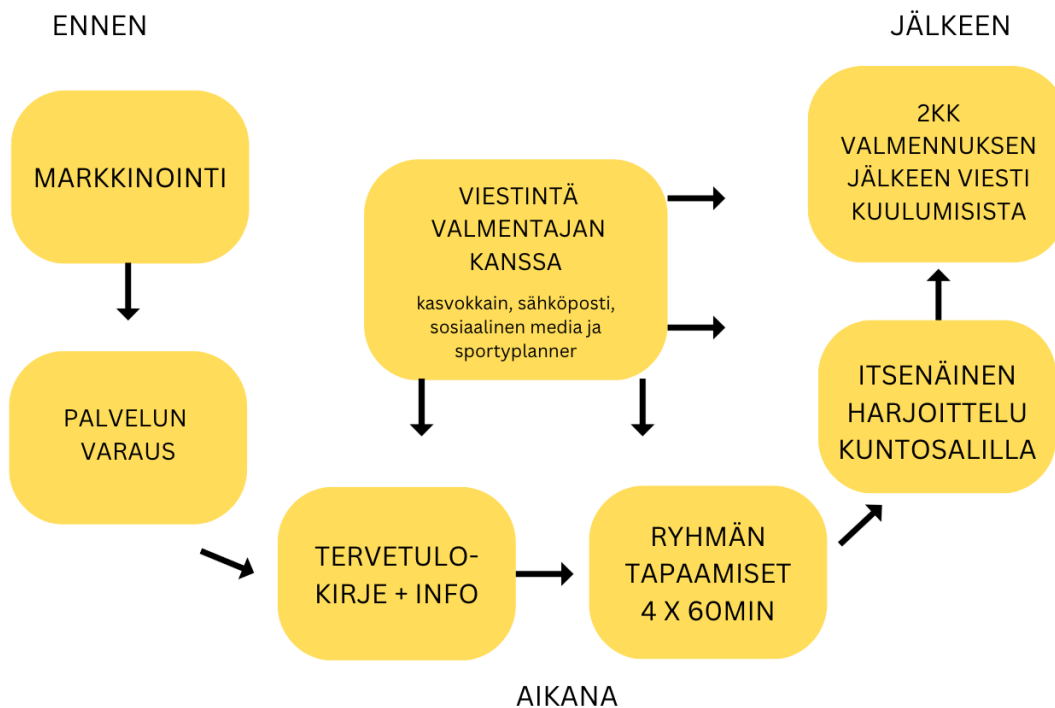 ENNEN
JÄLKEEN
MARKKINOINTI
PALVELUN
VARAUS
VIESTINTÄ
VALMENTAJAN
KANSSA
kasvokkain, sähköposti,
sosiaalinen media ja
sportyplanner
TERVETULO-
KIRJE + INFO
RYHMÄN
TAPAAMISET
4 X 60MIN
ITSENÄINEN
HARJOITTELU
KUNTOSALILLA
2KK
VALMENNUKSEN
JÄLKEEN VIESTI
KUULUMISISTA
AIKANA